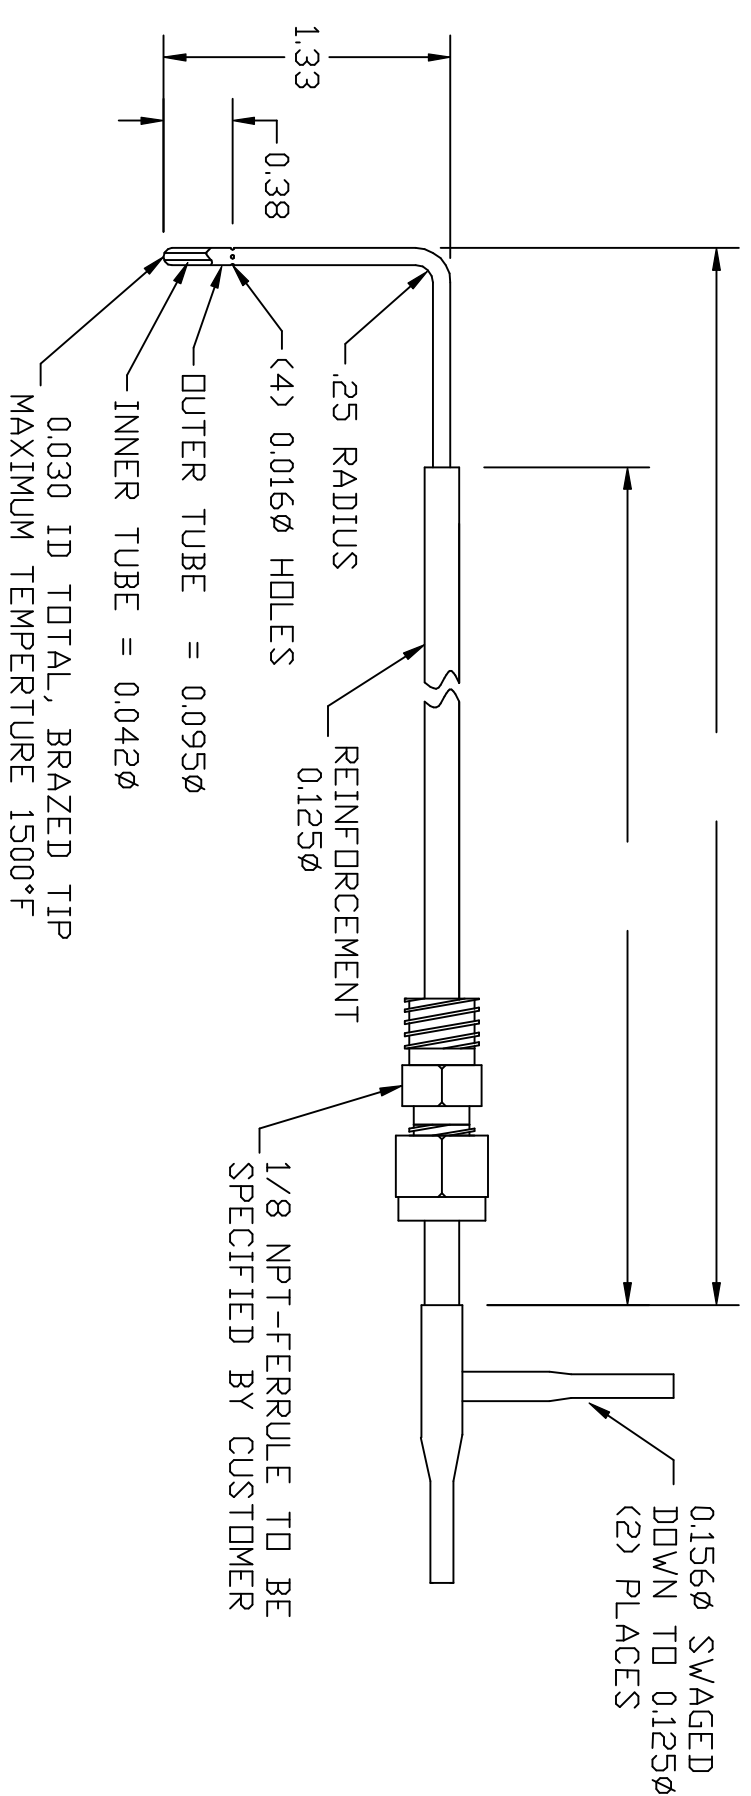 0.156Ø SWAGED
DOWN TO 0.125Ø
(2) PLACES
1.33
0.38
.25 RADIUS
REINFORCEMENT
0.125Ø
(4) 0.016Ø HOLES
1/8 NPT-FERRULE TO BE
SPECIFIED BY CUSTOMER
OUTER TUBE = 0.095Ø
INNER TUBE = 0.042Ø
0.030 ID TOTAL, BRAZED TIP
MAXIMUM TEMPERTURE 1500°F